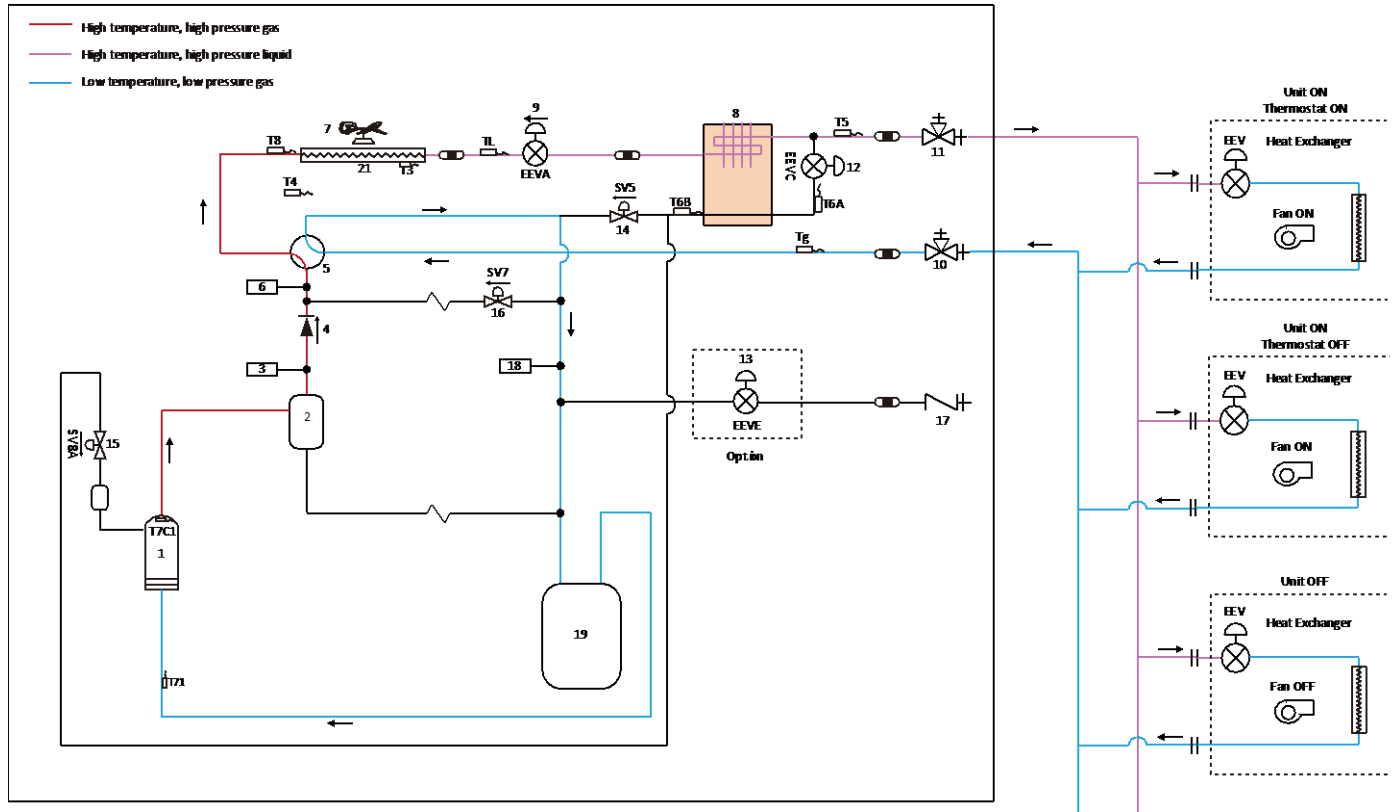 High temperature, high pressure gas
High temperature, high pressure liquid
Low temperature, low pressure gas
Unit ON
Thermostat ON
EEV
Heat Exchanger
Fan ON
Unit ON
Thermostat OFF
EEV
Heat Exchanger
Fan ON
Unit OFF
EEV
Heat Exchanger
Fan OFF
7
9
8
T8
TL
T5
21
T3
EEVA
11
EEVC
12
T4
SV5
T6B
T6A
14
Tg
5
10
SV7
6
16
4
3
18
13
2
EEVE
17
Option
SV8A
15
T7C1
1
19
T71